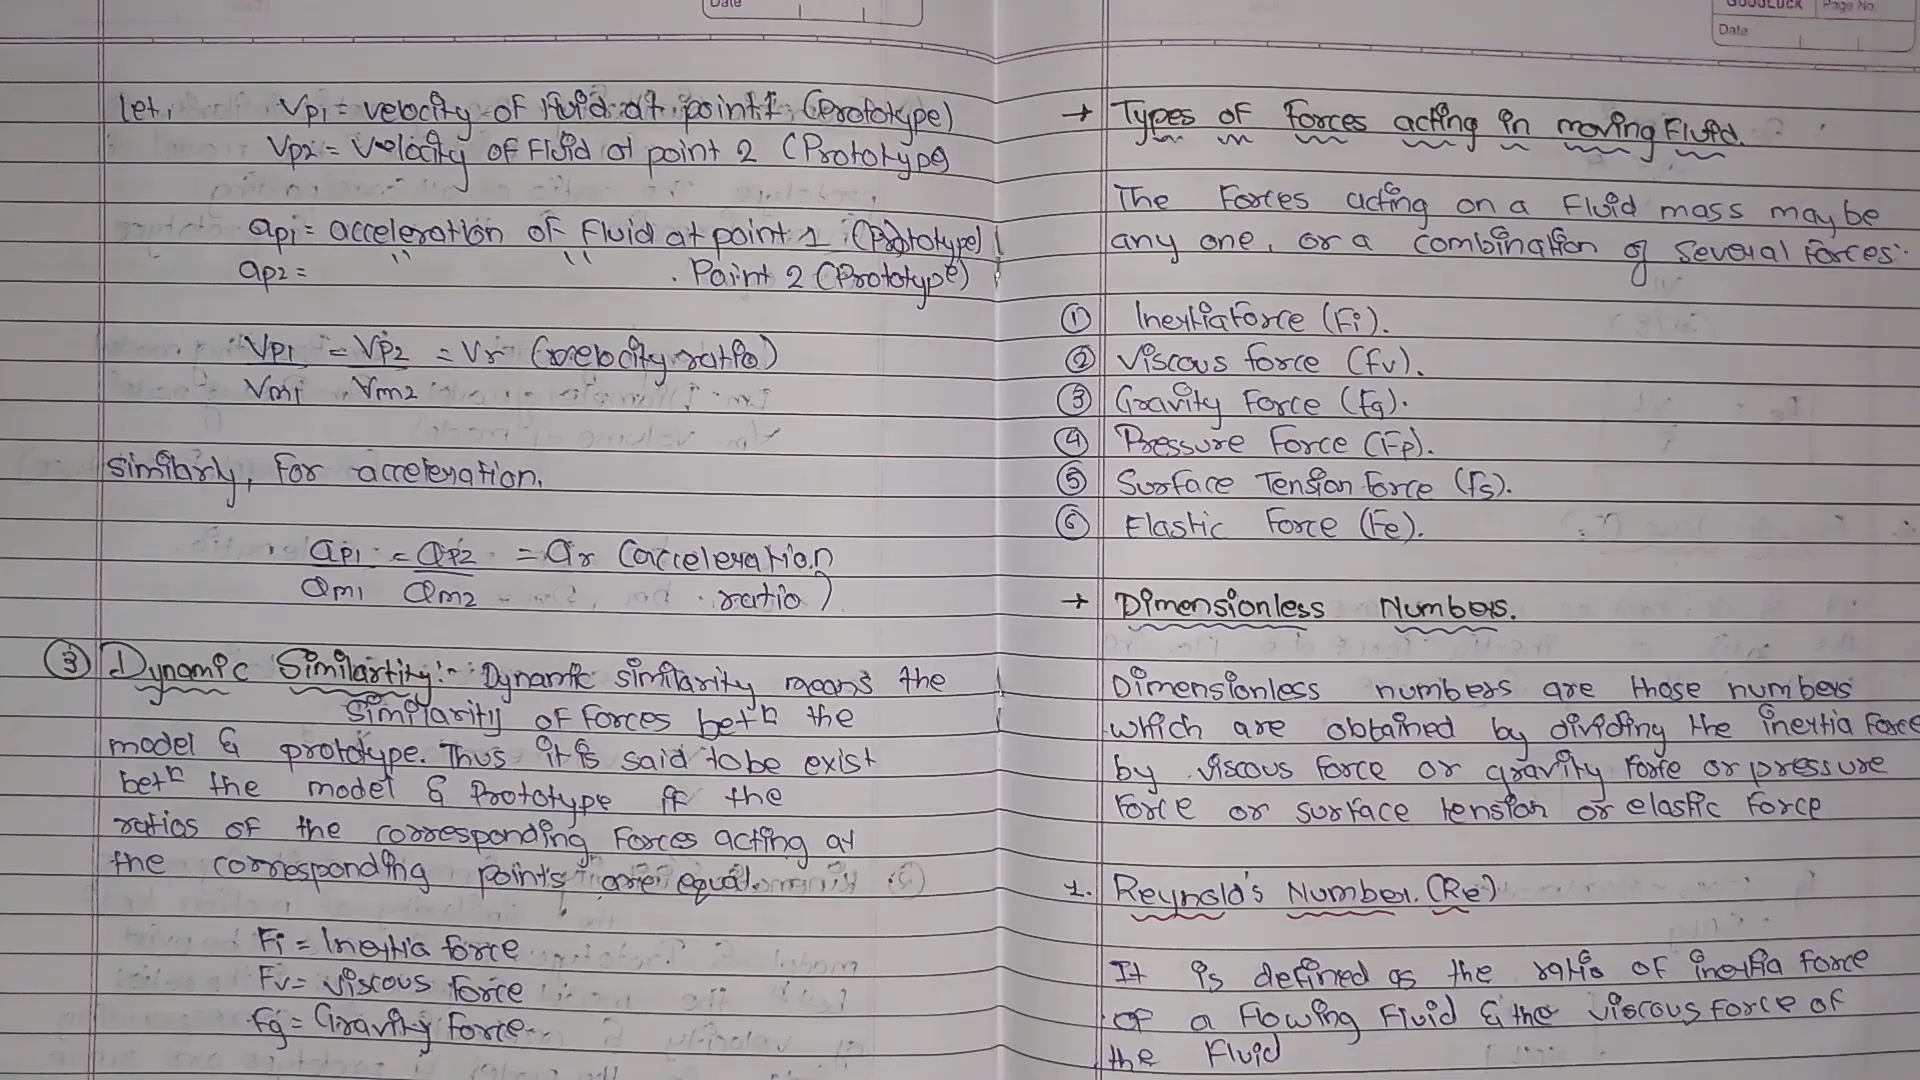 Date
let, Vp1 = velocity of fluid at point 1 (Prototype)
Vp2 = Velocity of Fluid at point 2 (Prototype)
ap1 = acceleration of Fluid at point 1 (Prototype)
ap2 = " " Point 2 (Prototype)
Vp1 = Vp2 = Vr (velocity ratio)
Vm1 Vm2
similarly, for acceleration.
ap1 = ap2 = ar (acceleration
am1 am2 ratio)
③ Dynamic Similartity:- Dynamic similarity means the
similarity of forces betn the
model & prototype. Thus it is said to be exist
betn the model & Prototype if the
ratios of the corresponding Forces acting at
the corresponding points are equal.
Fi = Inertia force
Fv = viscous force
Fg = Gravity force
GOODLUCK Page No.
Date
→ Types of Forces acting in moving Fluid.
The Forces acting on a Fluid mass may be
any one, or a combination of several Forces:
① Inertia Force (Fi).
② Viscous force (Fv).
③ Gravity Force (Fg).
④ Pressure Force (Fp).
⑤ Surface Tension Force (Fs).
⑥ Elastic Force (Fe).
→ Dimensionless Numbers.
Dimensionless numbers are those numbers
which are obtained by dividing the inertia Force
by viscous force or gravity force or pressure
force or surface tension or elastic force
1. Reynold's Number. (Re)
It is defined as the ratio of inertia force
of a Flowing Fluid & the viscous force of
the Fluid